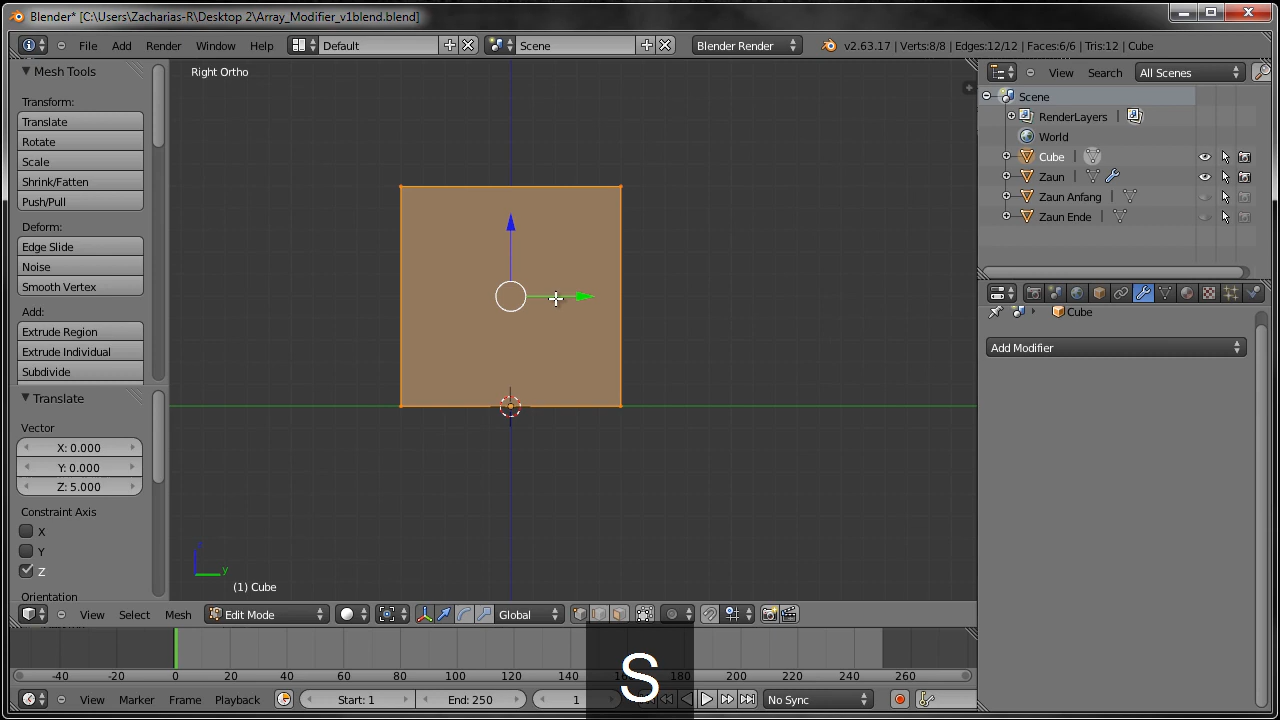 Blender* [C:\Users\Zacharias-R\Desktop 2\Array_Modifier_v1blend.blend]
File Add Render Window Help Default Scene Blender Render v2.63.17 | Verts:8/8 | Edges:12/12 | Faces:6/6 | Tris:12 | Cube
Mesh Tools
Transform:
Translate
Rotate
Scale
Shrink/Fatten
Push/Pull
Deform:
Edge Slide
Noise
Smooth Vertex
Add:
Extrude Region
Extrude Individual
Subdivide
Translate
Vector
X: 0.000
Y: 0.000
Z: 5.000
Constraint Axis
X
Y
Z
Orientation
Right Ortho
y
(1) Cube
View Select Mesh Edit Mode Global
-40 -20 0 20 40 60 80 100 120 140 180 200 220 240 260
View Marker Frame Playback Start: 1 End: 250 1 No Sync
S
View Search All Scenes
Scene
RenderLayers
World
Cube
Zaun
Zaun Anfang
Zaun Ende
Cube
Add Modifier